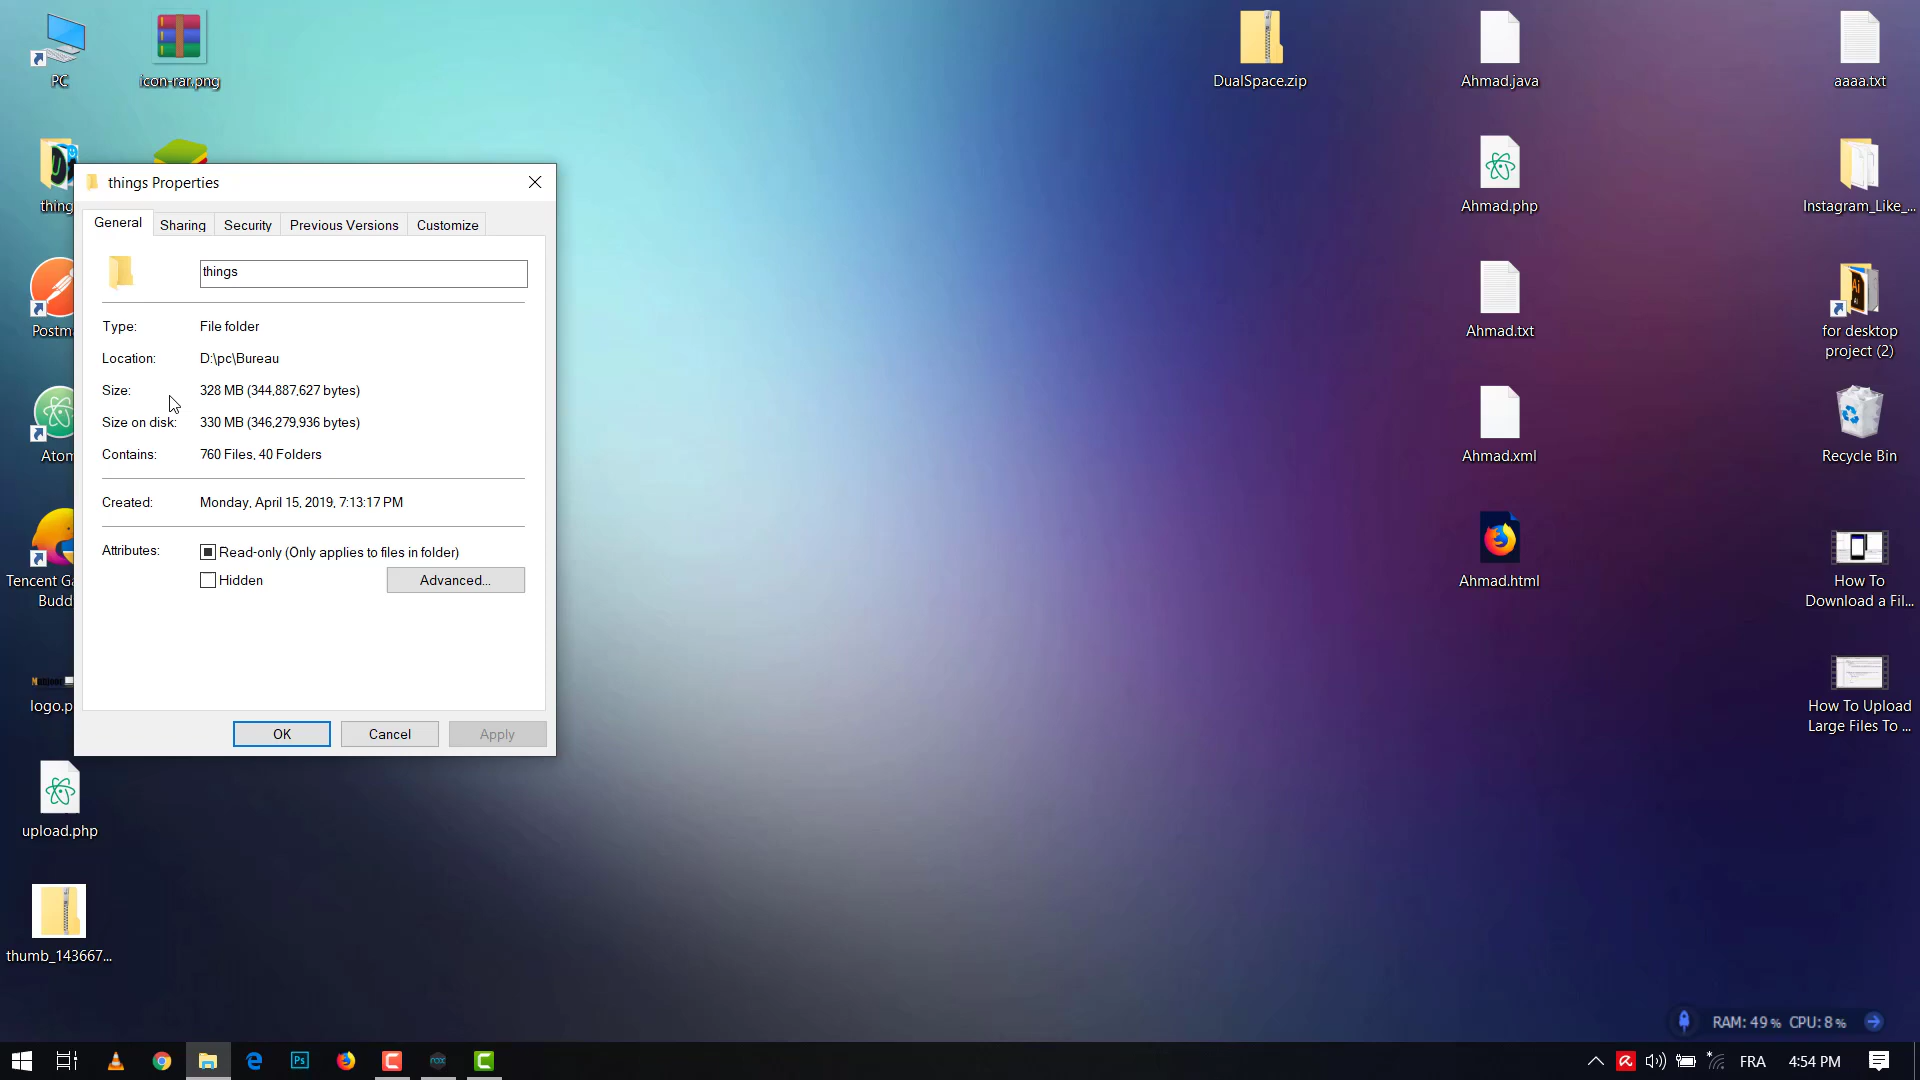 PC
icon-rar.png
DualSpace.zip
Ahmad.java
aaaa.txt
thing
Ahmad.php
Instagram_Like_...
Postm
Ahmad.txt
for desktop
project (2)
Atom
Ahmad.xml
Recycle Bin
Tencent Ga
Budd
Ahmad.html
How To
Download a Fil...
logo.p
How To Upload
Large Files To ...
upload.php
thumb_143667...
things Properties
General
Sharing
Security
Previous Versions
Customize
things
Type:
File folder
Location:
D:\pc\Bureau
Size:
328 MB (344,887,627 bytes)
Size on disk:
330 MB (346,279,936 bytes)
Contains:
760 Files, 40 Folders
Created:
Monday, April 15, 2019, 7:13:17 PM
Attributes:
Read-only (Only applies to files in folder)
Hidden
Advanced...
OK
Cancel
Apply
RAM: 49 % CPU: 8 %
Ps
nox
FRA
4:54 PM